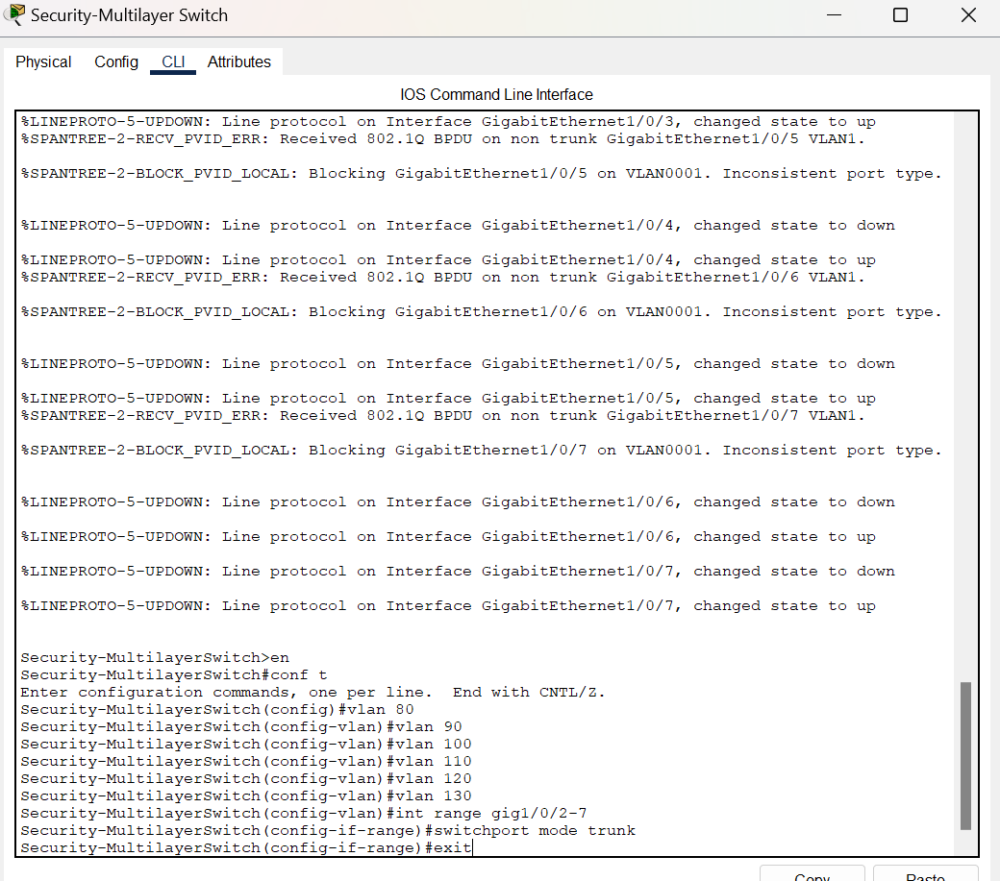 Security-Multilayer Switch
Physical Config CLI Attributes
IOS Command Line Interface
%LINEPROTO-5-UPDOWN: Line protocol on Interface GigabitEthernet1/0/3, changed state to up
%SPANTREE-2-RECV_PVID_ERR: Received 802.1Q BPDU on non trunk GigabitEthernet1/0/5 VLAN1.
%SPANTREE-2-BLOCK_PVID_LOCAL: Blocking GigabitEthernet1/0/5 on VLAN0001. Inconsistent port type.
%LINEPROTO-5-UPDOWN: Line protocol on Interface GigabitEthernet1/0/4, changed state to down
%LINEPROTO-5-UPDOWN: Line protocol on Interface GigabitEthernet1/0/4, changed state to up
%SPANTREE-2-RECV_PVID_ERR: Received 802.1Q BPDU on non trunk GigabitEthernet1/0/6 VLAN1.
%SPANTREE-2-BLOCK_PVID_LOCAL: Blocking GigabitEthernet1/0/6 on VLAN0001. Inconsistent port type.
%LINEPROTO-5-UPDOWN: Line protocol on Interface GigabitEthernet1/0/5, changed state to down
%LINEPROTO-5-UPDOWN: Line protocol on Interface GigabitEthernet1/0/5, changed state to up
%SPANTREE-2-RECV_PVID_ERR: Received 802.1Q BPDU on non trunk GigabitEthernet1/0/7 VLAN1.
%SPANTREE-2-BLOCK_PVID_LOCAL: Blocking GigabitEthernet1/0/7 on VLAN0001. Inconsistent port type.
%LINEPROTO-5-UPDOWN: Line protocol on Interface GigabitEthernet1/0/6, changed state to down
%LINEPROTO-5-UPDOWN: Line protocol on Interface GigabitEthernet1/0/6, changed state to up
%LINEPROTO-5-UPDOWN: Line protocol on Interface GigabitEthernet1/0/7, changed state to down
%LINEPROTO-5-UPDOWN: Line protocol on Interface GigabitEthernet1/0/7, changed state to up
Security-MultilayerSwitch>en
Security-MultilayerSwitch#conf t
Enter configuration commands, one per line. End with CNTL/Z.
Security-MultilayerSwitch(config)#vlan 80
Security-MultilayerSwitch(config-vlan)#vlan 90
Security-MultilayerSwitch(config-vlan)#vlan 100
Security-MultilayerSwitch(config-vlan)#vlan 110
Security-MultilayerSwitch(config-vlan)#vlan 120
Security-MultilayerSwitch(config-vlan)#vlan 130
Security-MultilayerSwitch(config-vlan)#int range gig1/0/2-7
Security-MultilayerSwitch(config-if-range)#switchport mode trunk
Security-MultilayerSwitch(config-if-range)#exit
Copy Paste